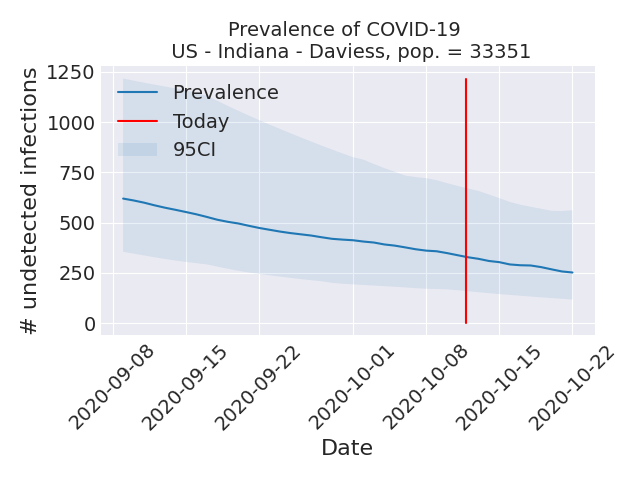 Prevalence of COVID-19
US - Indiana - Daviess, pop. = 33351
# undetected infections
1250
1000
750
500
250
0
Prevalence
Today
95CI
2020-09-08
2020-09-15
2020-09-22
2020-10-01
2020-10-08
2020-10-15
2020-10-22
Date